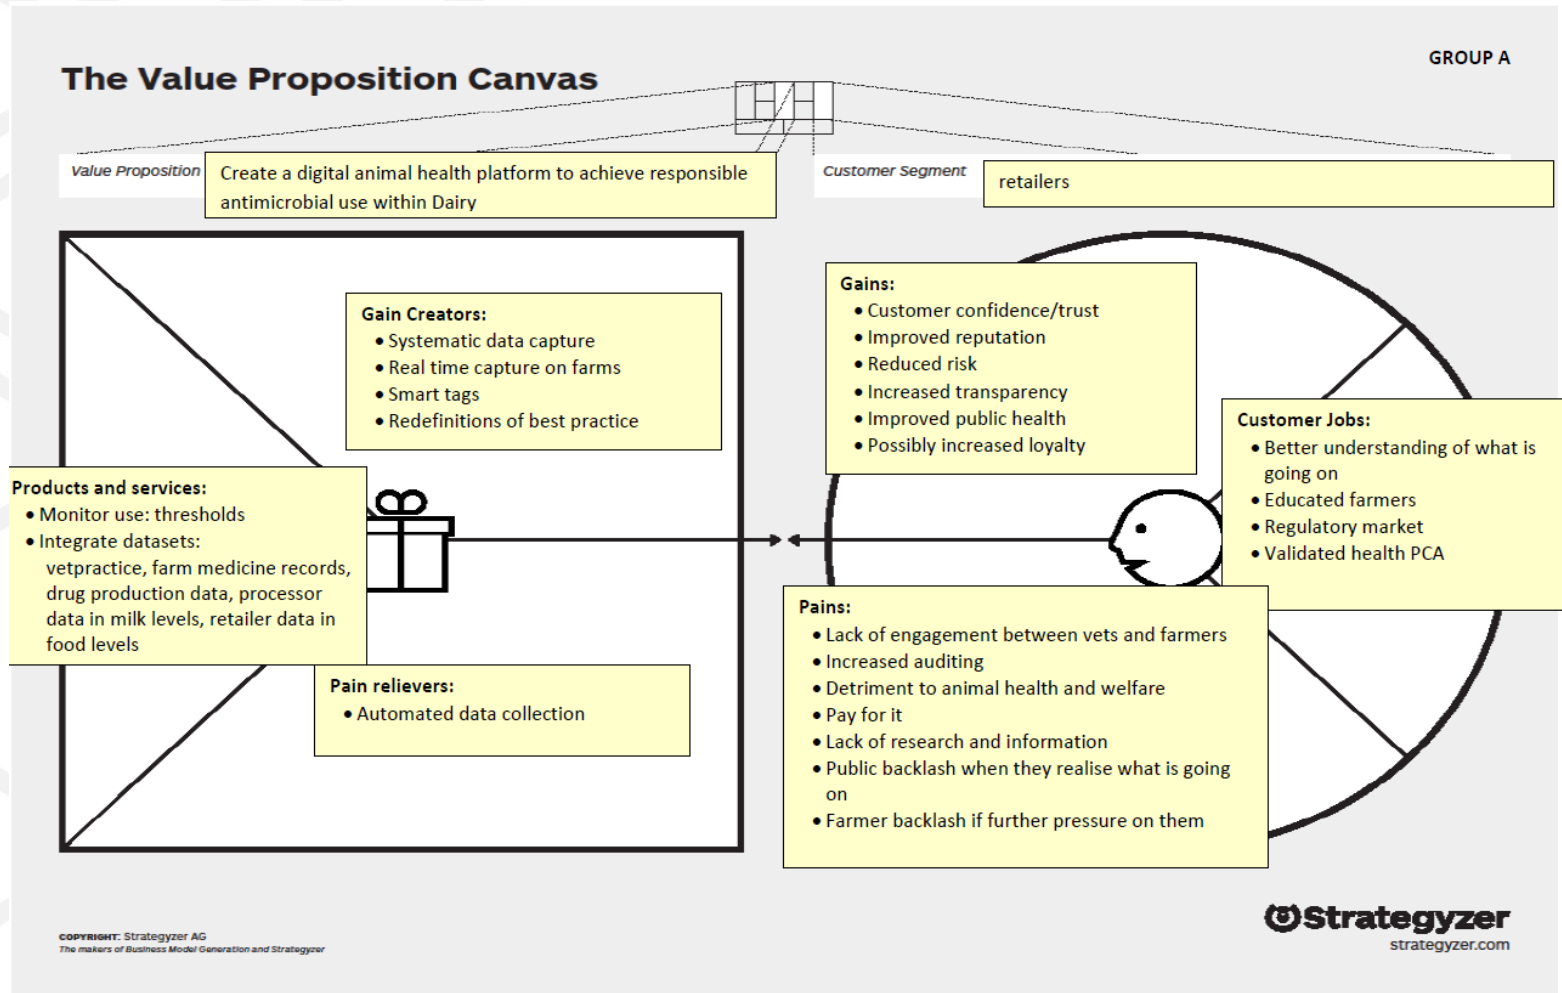 GROUP A
The Value Proposition Canvas
Value Proposition
Create a digital animal health platform to achieve responsible
antimicrobial use within Dairy
Customer Segment
retailers
Gain Creators:
• Systematic data capture
• Real time capture on farms
• Smart tags
• Redefinitions of best practice
Products and services:
• Monitor use: thresholds
• Integrate datasets:
vetpractice, farm medicine records,
drug production data, processor
data in milk levels, retailer data in
food levels
Pain relievers:
• Automated data collection
Gains:
• Customer confidence/trust
• Improved reputation
• Reduced risk
• Increased transparency
• Improved public health
• Possibly increased loyalty
Customer Jobs:
• Better understanding of what is
going on
• Educated farmers
• Regulatory market
• Validated health PCA
Pains:
• Lack of engagement between vets and farmers
• Increased auditing
• Detriment to animal health and welfare
• Pay for it
• Lack of research and information
• Public backlash when they realise what is going
on
• Farmer backlash if further pressure on them
COPYRIGHT: Strategyzer AG
The makers of Business Model Generation and Strategyzer
Strategyzer
strategyzer.com